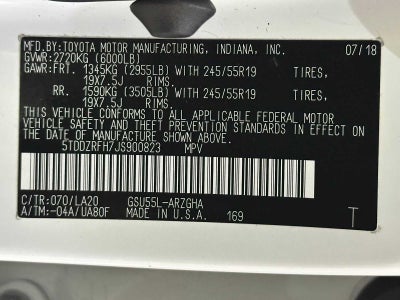 MFD.BY:TOYOTA MOTOR MANUFACTURING, INDIANA, INC.
GVWR:2720KG (6000LB) 07/18
GAWR:FRT. 1345KG (2955LB) WITH 245/55R19 TIRES,
19X7.5J RIMS,
RR. 1590KG (3505LB) WITH 245/55R19 TIRES,
19X7.5J RIMS.
THIS VEHICLE CONFORMS TO ALL APPLICABLE FEDERAL MOTOR
VEHICLE SAFETY AND THEFT PREVENTION STANDARDS IN EFFECT
ON THE DATE OF MANUFACTURE SHOWN ABOVE.
5TDDZRFH7JS900823 MPV
C/TR:070/LA20 GSU55L-ARZGHA
A/TM:-04A/UA80F MADE IN U.S.A. 169 T